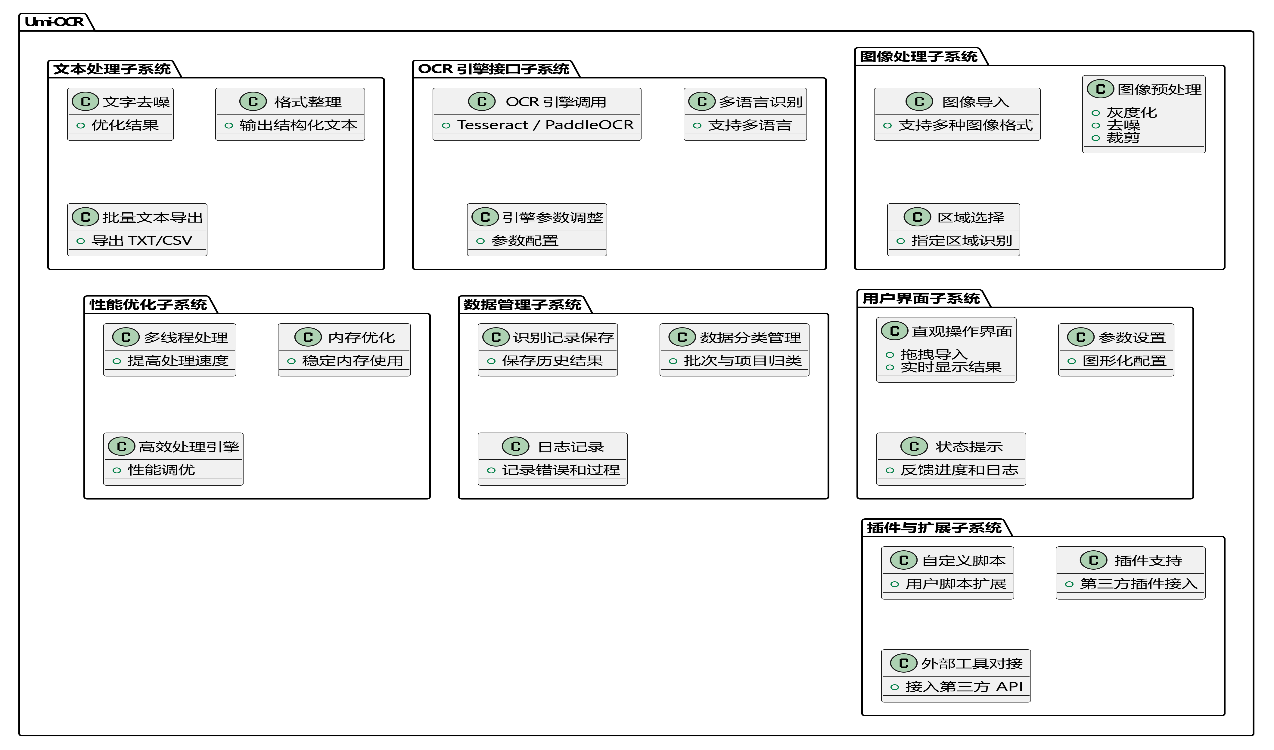 Umi-OCR
文本处理子系统
C 文字去噪
优化结果
C 格式整理
输出结构化文本
C 批量文本导出
导出 TXT/CSV
OCR 引擎接口子系统
C OCR 引擎调用
Tesseract / PaddleOCR
C 多语言识别
支持多语言
C 引擎参数调整
参数配置
图像处理子系统
C 图像导入
支持多种图像格式
C 图像预处理
灰度化
去噪
裁剪
C 区域选择
指定区域识别
性能优化子系统
C 多线程处理
提高处理速度
C 内存优化
稳定内存使用
C 高效处理引擎
性能调优
数据管理子系统
C 识别记录保存
保存历史结果
C 数据分类管理
批次与项目归类
C 日志记录
记录错误和过程
用户界面子系统
C 直观操作界面
拖拽导入
实时显示结果
C 参数设置
图形化配置
C 状态提示
反馈进度和日志
插件与扩展子系统
C 自定义脚本
用户脚本扩展
C 插件支持
第三方插件接入
C 外部工具对接
接入第三方 API